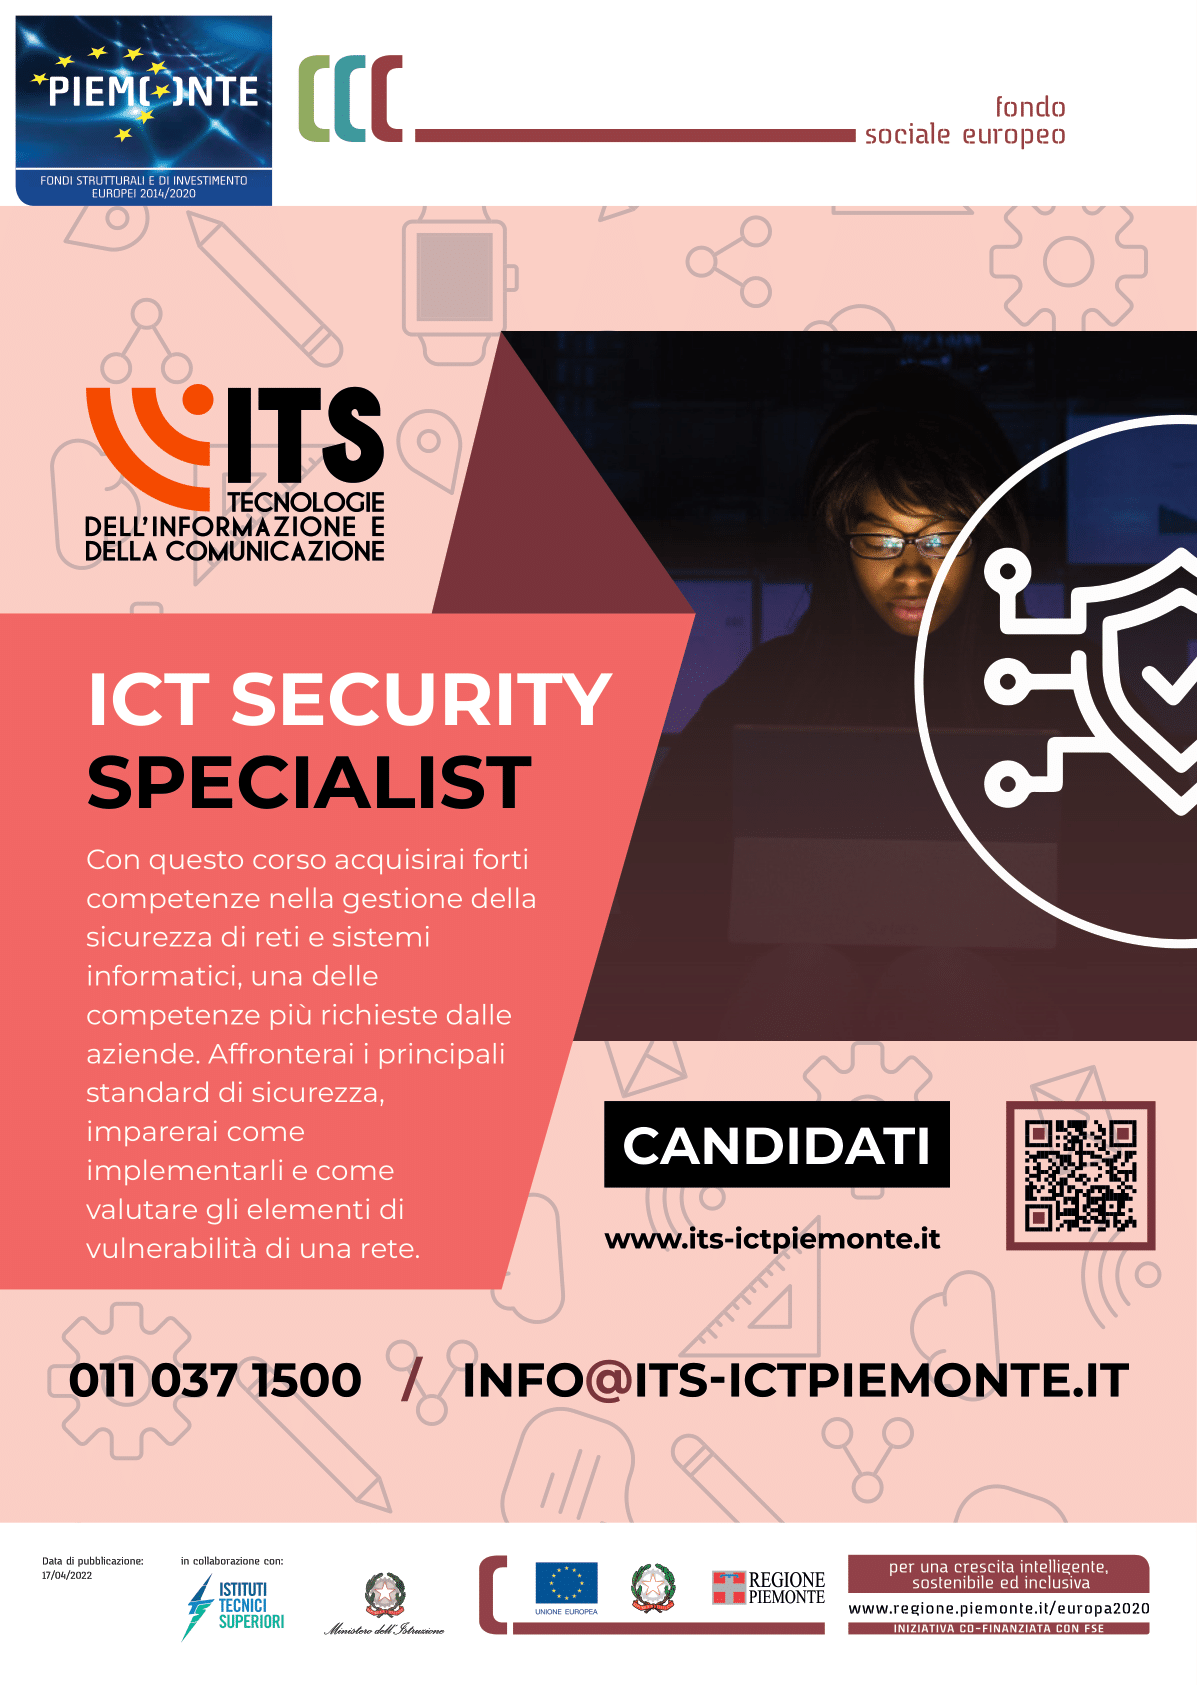 PIEMONTE
FONDI STRUTTURALI E DI INVESTIMENTO
EUROPEI 2014/2020
fondo
sociale europeo
ITS
TECNOLOGIE
DELL'INFORMAZIONE E
DELLA COMUNICAZIONE
ICT SECURITY
SPECIALIST
Con questo corso acquisirai forti
competenze nella gestione della
sicurezza di reti e sistemi
informatici, una delle
competenze più richieste dalle
aziende. Affronterai i principali
standard di sicurezza,
imparerai come
implementarli e come
valutare gli elementi di
vulnerabilità di una rete.
CANDIDATI
www.its-ictpiemonte.it
011 037 1500 / INFO@ITS-ICTPIEMONTE.IT
Data di pubblicazione:
17/04/2022
in collaborazione con:
ISTITUTI
TECNICI
SUPERIORI
Ministero dell'Istruzione
UNIONE EUROPEA
REGIONE
PIEMONTE
per una crescita intelligente,
sostenibile ed inclusiva
www.regione.piemonte.it/europa2020
INIZIATIVA CO-FINANZIATA CON FSE